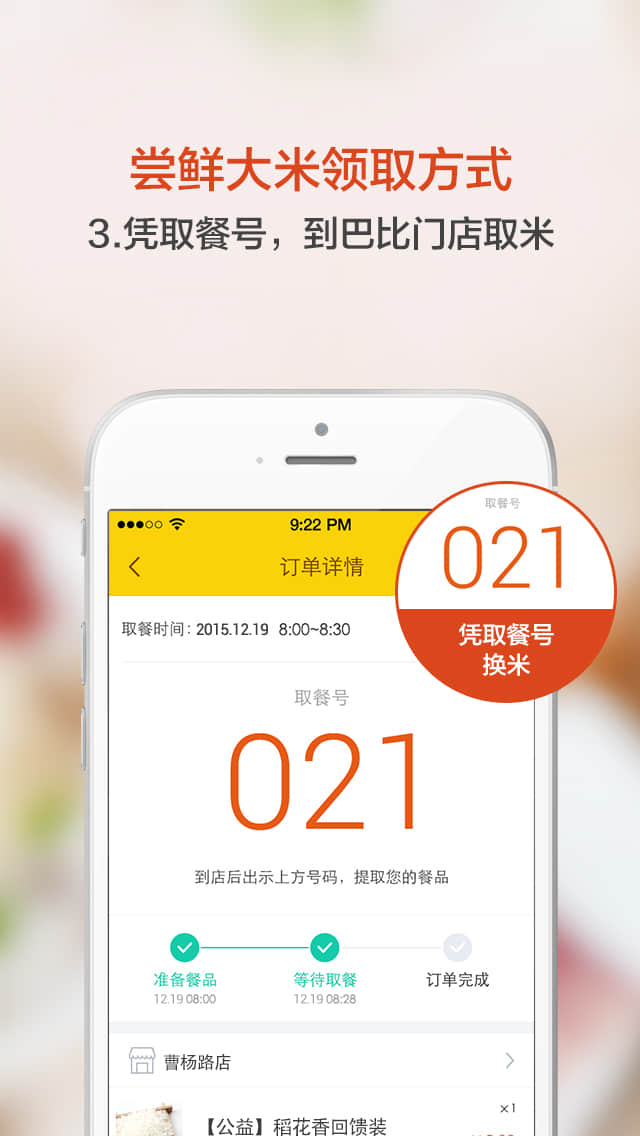 尝鲜大米领取方式
3.凭取餐号，到巴比门店取米
9:22 PM
订单详情
取餐号
021
凭取餐号
换米
取餐时间：2015.12.19 8:00~8:30
取餐号
021
到店后出示上方号码，提取您的餐品
准备餐品 等待取餐 订单完成
12.19 08:00 12.19 08:28
曹杨路店
×1
【公益】稻花香回馈装